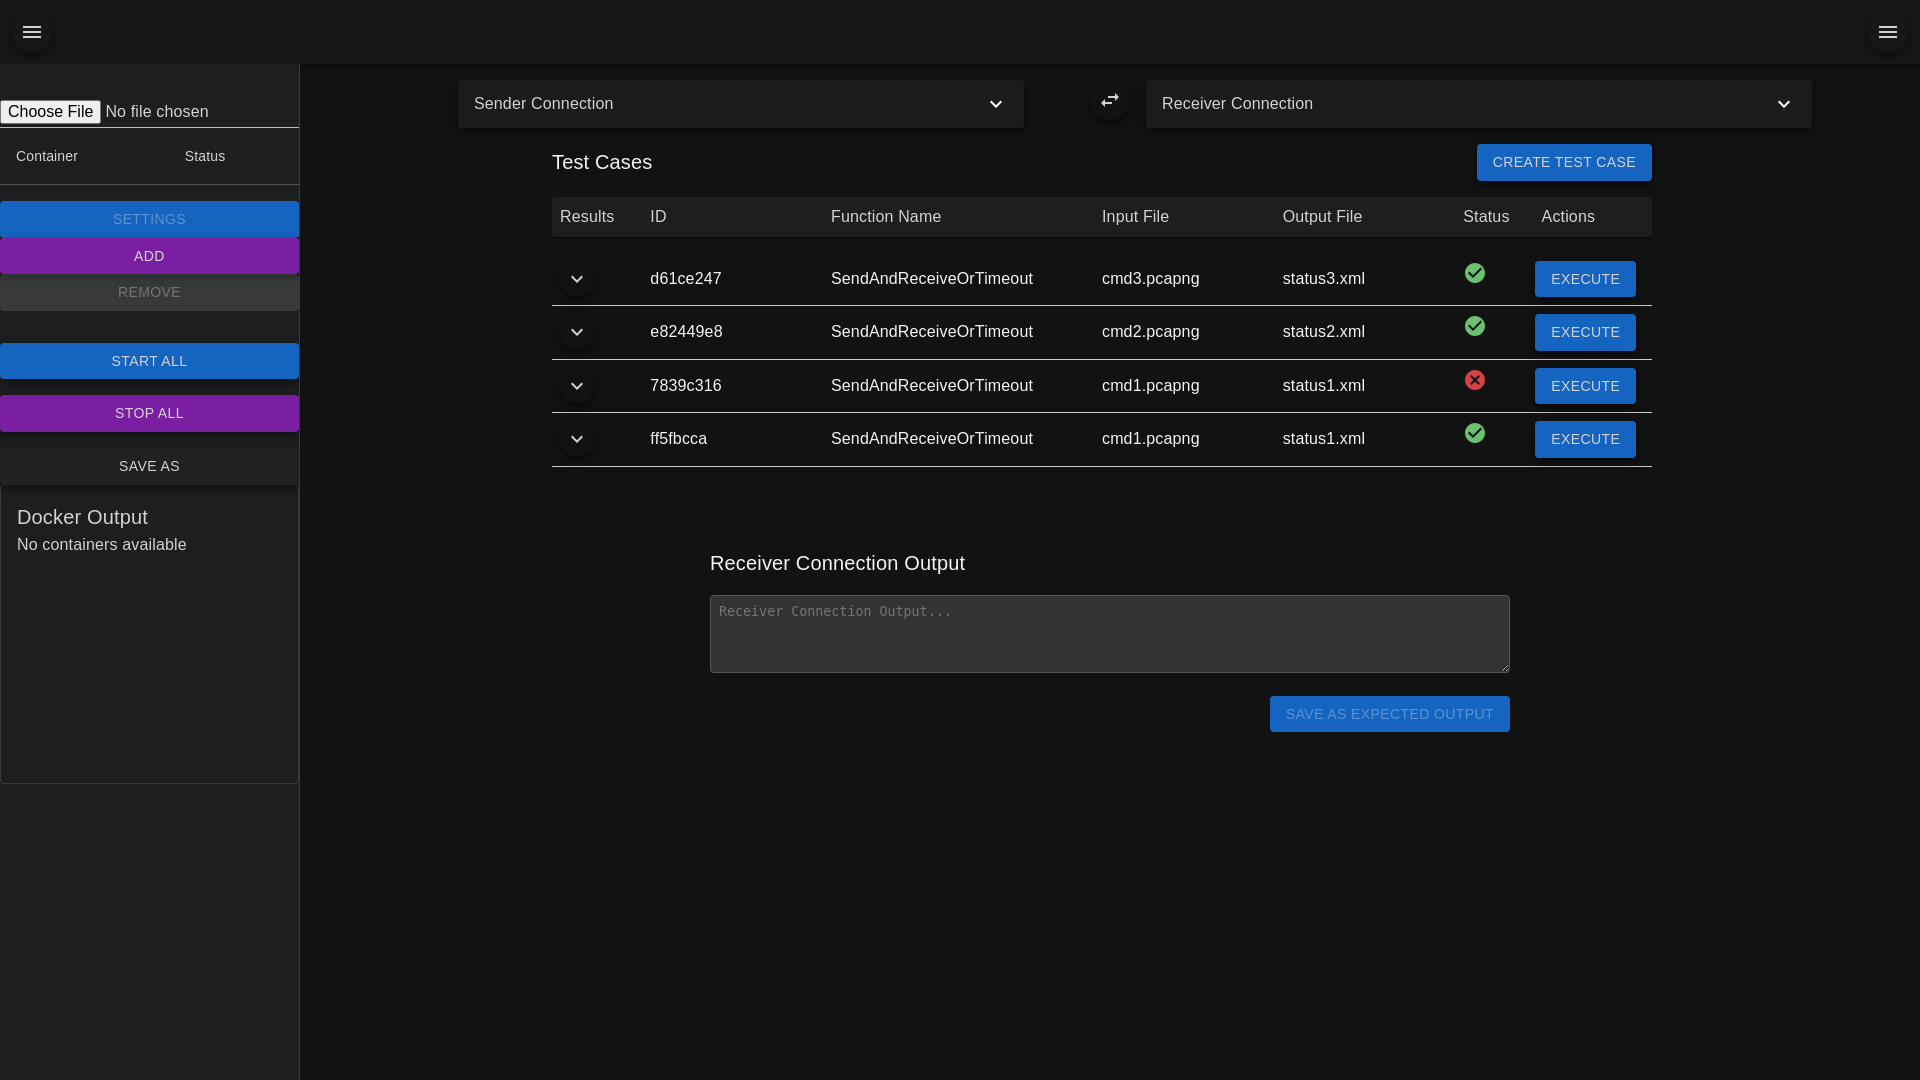 Choose File No file chosen
Container Status
SETTINGS
ADD
REMOVE
START ALL
STOP ALL
SAVE AS
Docker Output
No containers available
Sender Connection
Receiver Connection
Test Cases
CREATE TEST CASE
Results ID Function Name Input File Output File Status Actions
d61ce247 SendAndReceiveOrTimeout cmd3.pcapng status3.xml EXECUTE
e82449e8 SendAndReceiveOrTimeout cmd2.pcapng status2.xml EXECUTE
7839c316 SendAndReceiveOrTimeout cmd1.pcapng status1.xml EXECUTE
ff5fbcca SendAndReceiveOrTimeout cmd1.pcapng status1.xml EXECUTE
Receiver Connection Output
Receiver Connection Output...
SAVE AS EXPECTED OUTPUT